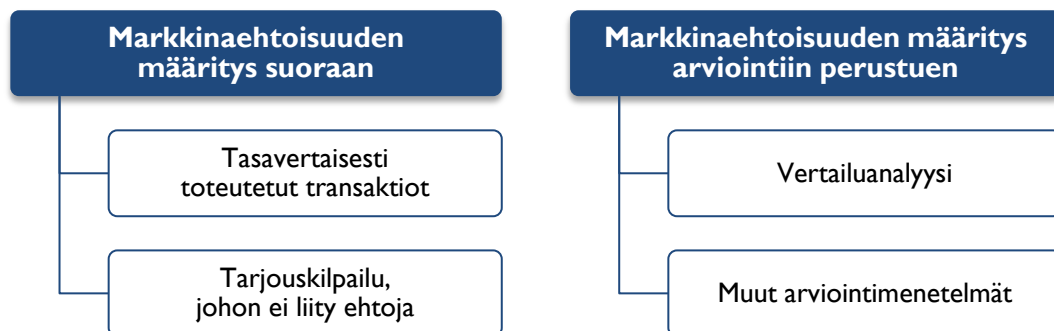 Markkinaehtoisuuden
määritys suoraan
Tasavertaisesti
toteutetut transaktiot
Tarjouskilpailu,
johon ei liity ehtoja
Markkinaehtoisuuden määritys
arviointiin perustuen
Vertailuanalyysi
Muut arviointimenetelmät